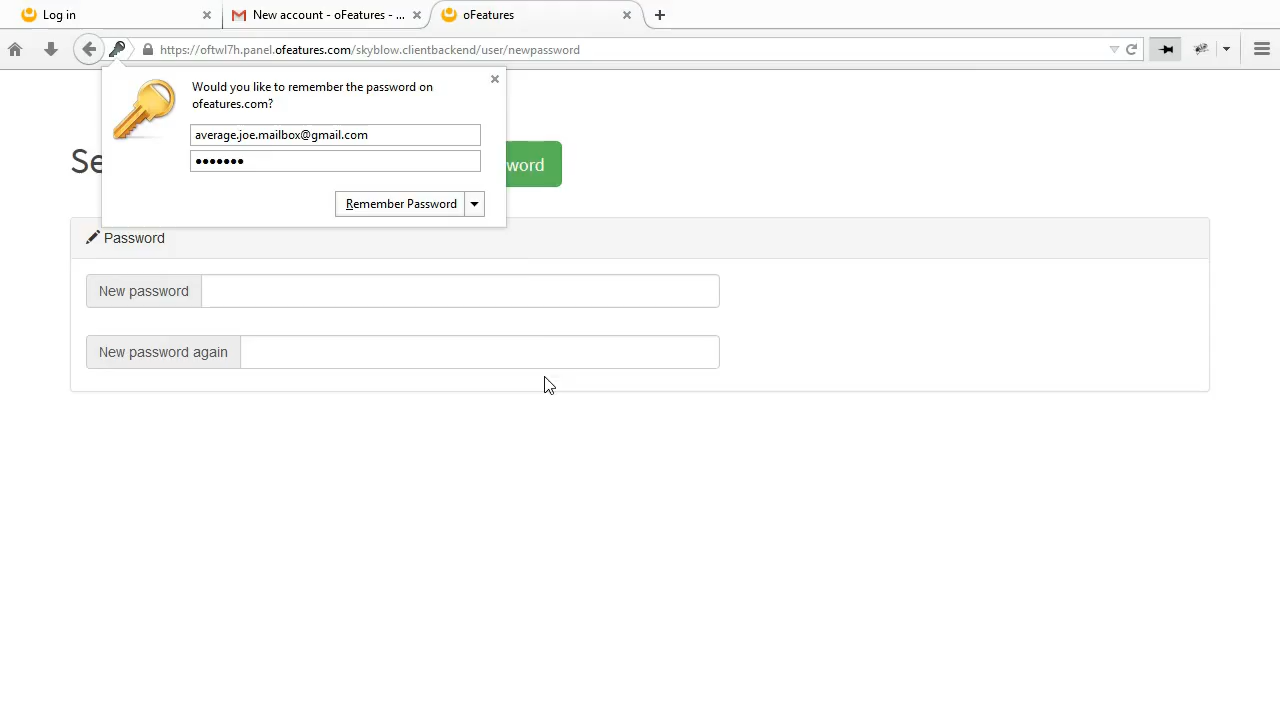 Log in
New account - oFeatures - ...
oFeatures
https://oftwl7h.panel.ofeatures.com/skyblow.clientbackend/user/newpassword
Would you like to remember the password on
ofeatures.com?
average.joe.mailbox@gmail.com
•••••••
Remember Password
Se
word
Password
New password
New password again